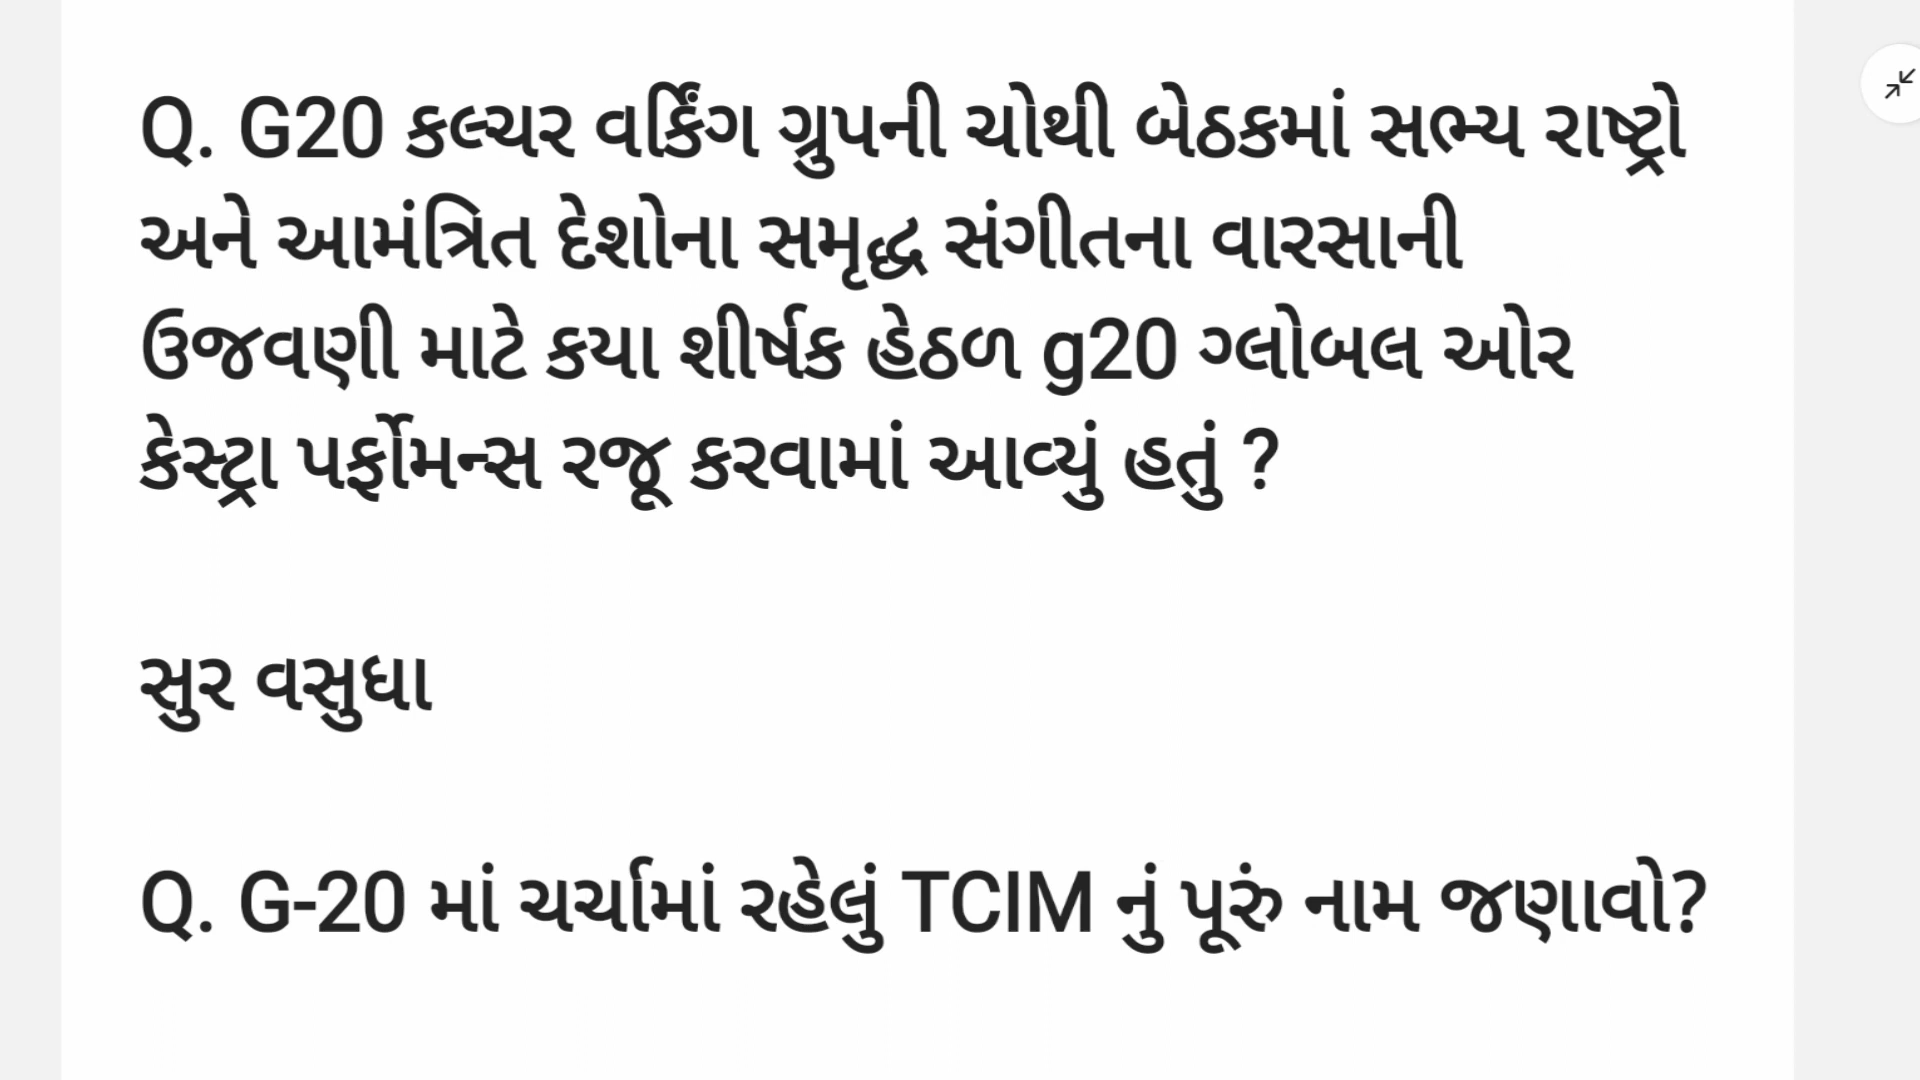 Q. G20 કલ્ચર વર્કિંગ ગ્રુપની ચોથી બેઠકમાં સભ્ય રાષ્ટ્રો
અને આમંત્રિત દેશોના સમૃદ્ધ સંગીતના વારસાની
ઉજવણી માટે કયા શીર્ષક હેઠળ g20 ગ્લોબલ ઓર
કેસ્ટ્રા પર્ફોમન્સ રજૂ કરવામાં આવ્યું હતું ?
સુર વસુધા
Q. G-20 માં ચર્ચામાં રહેલું TCIM નું પૂરું નામ જણાવો?